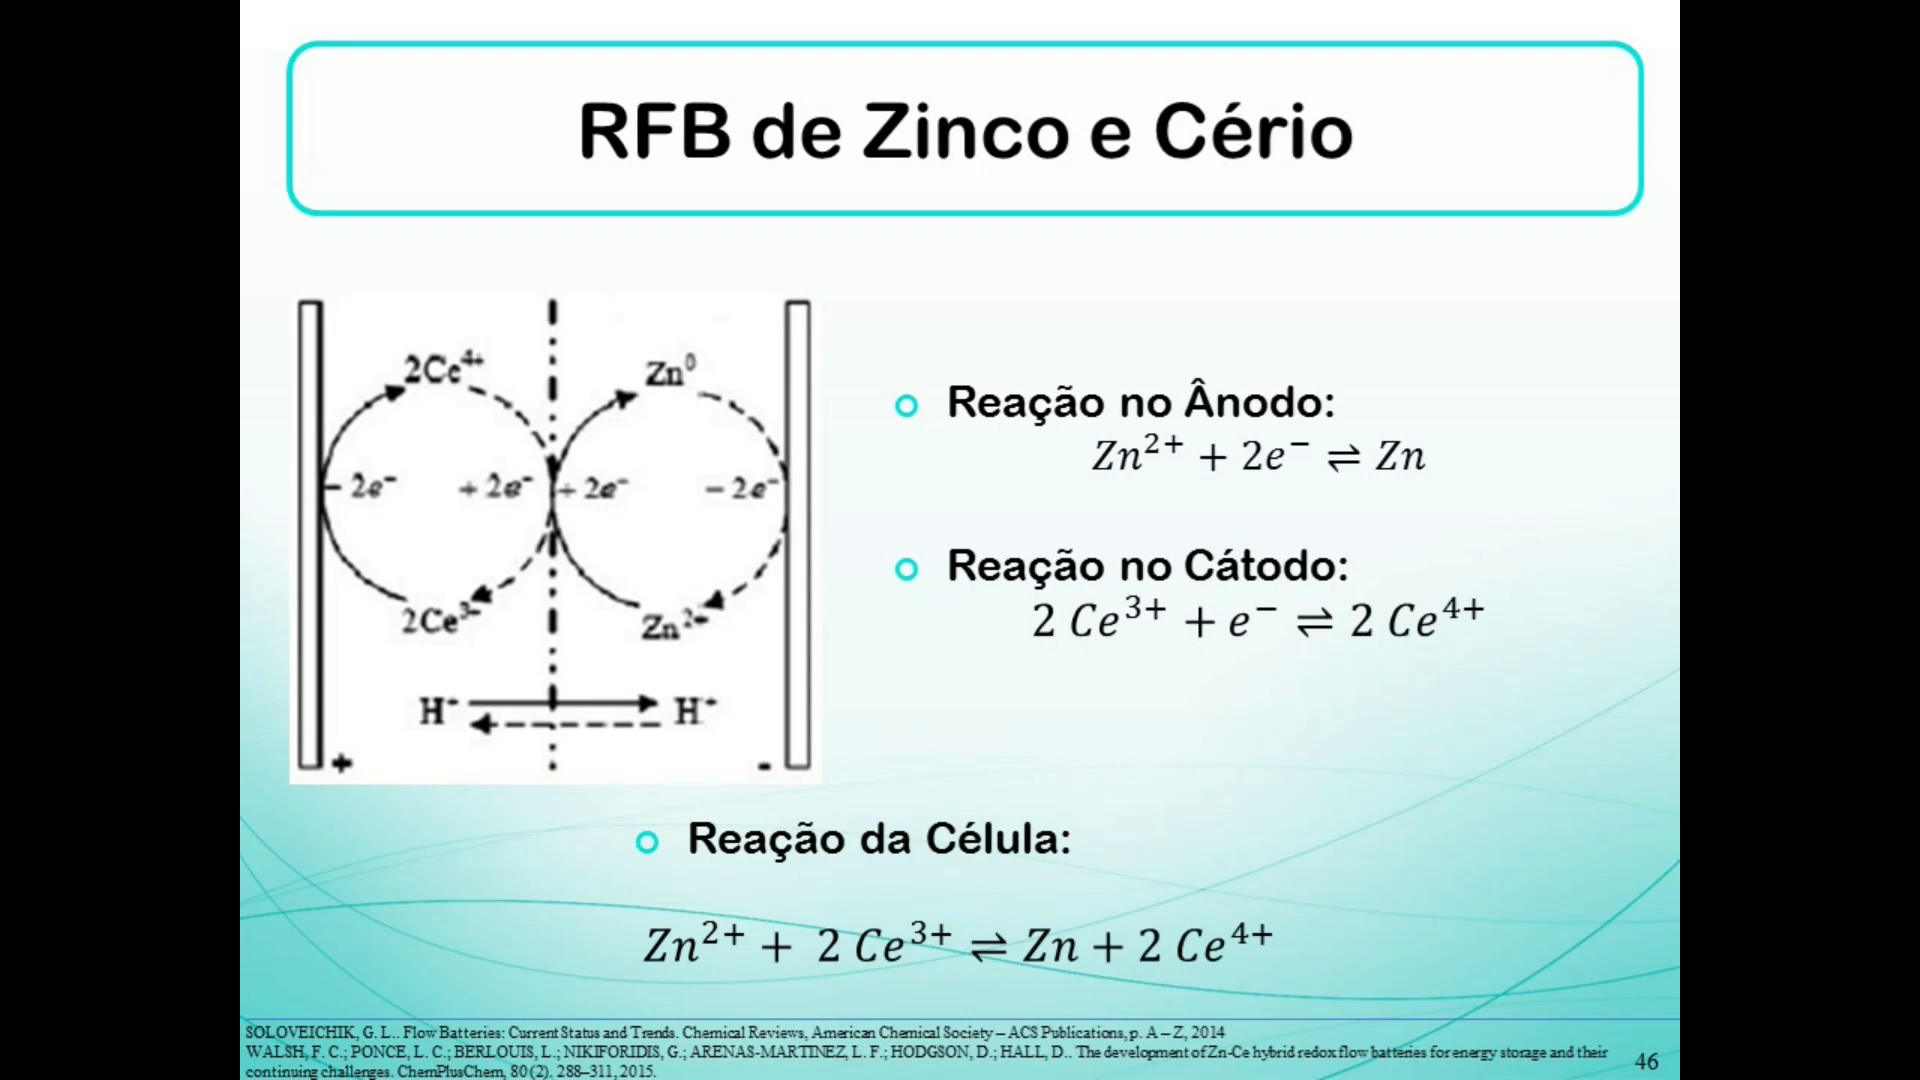 RFB de Zinco e Cério
2Ce⁴⁺ Zn⁰
− 2e⁻ + 2e⁻ + 2e⁻ − 2e⁻
2Ce³⁺ Zn²⁺
H⁺ H⁺
+ -
Reação no Ânodo:
Zn²⁺ + 2e⁻ ⇌ Zn
Reação no Cátodo:
2 Ce³⁺ + e⁻ ⇌ 2 Ce⁴⁺
Reação da Célula:
Zn²⁺ + 2 Ce³⁺ ⇌ Zn + 2 Ce⁴⁺
SOLOVEICHIK, G. L.. Flow Batteries: Current Status and Trends. Chemical Reviews, American Chemical Society – ACS Publications, p. A – Z, 2014
WALSH, F. C.; PONCE, L. C.; BERLOUIS, L.; NIKIFORIDIS, G.; ARENAS-MARTINEZ, L. F.; HODGSON, D.; HALL, D.. The development of Zn-Ce hybrid redox flow batteries for energy storage and their
continuing challenges. ChemPlusChem, 80 (2). 288–311, 2015.
46